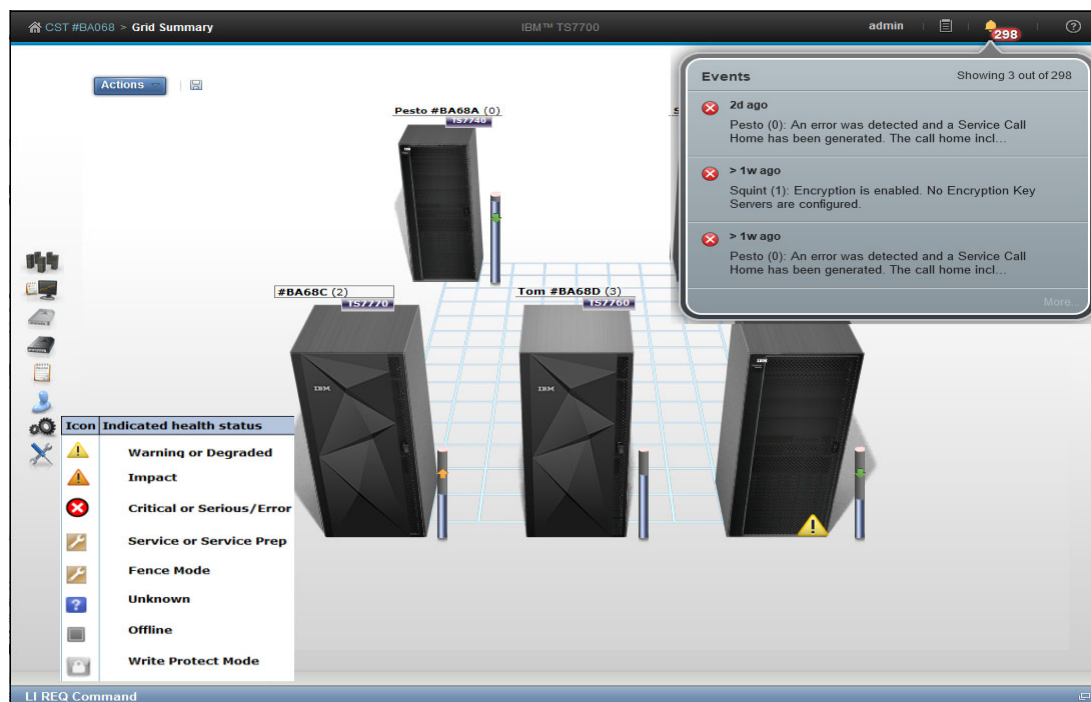 CST #BA068 > Grid Summary
IBM™ TS7700
admin
298
Actions
Events
Showing 3 out of 298
2d ago
Pesto (0): An error was detected and a Service Call
Home has been generated. The call home incl...
> 1w ago
Squint (1): Encryption is enabled. No Encryption Key
Servers are configured.
> 1w ago
Pesto (0): An error was detected and a Service Call
Home has been generated. The call home incl...
More...
Pesto #BA68A (0)
TS7740
S
#BA68C (2)
TS7770
Tom #BA68D (3)
TS7760
IBM
IBM
IBM
Icon Indicated health status
Warning or Degraded
Impact
Critical or Serious/Error
Service or Service Prep
Fence Mode
Unknown
Offline
Write Protect Mode
LI REQ Command